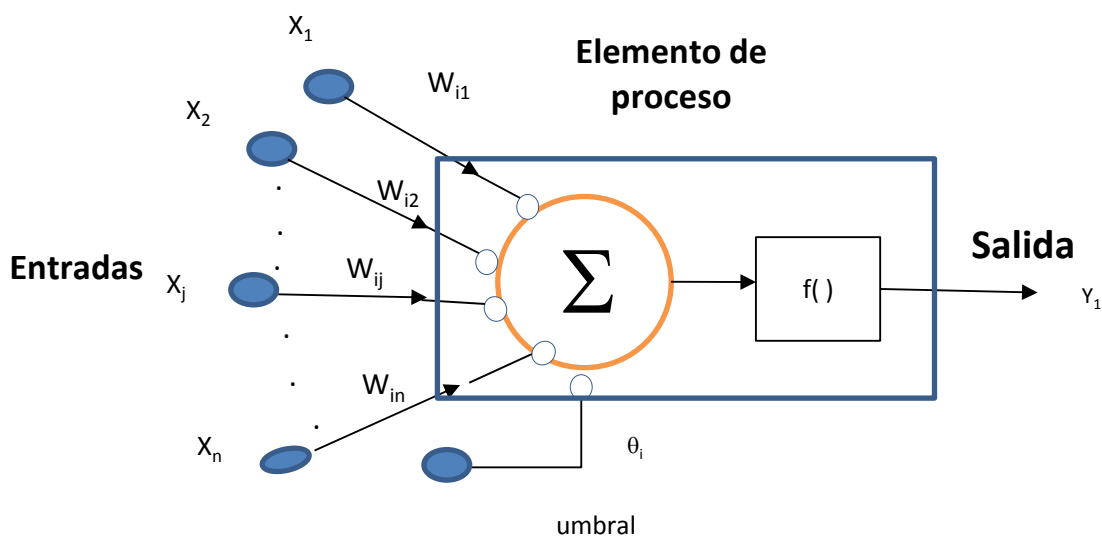 X₁
Elemento de
proceso
Wᵢ₁
X₂
Wᵢ₂
Entradas
Xⱼ
Wᵢⱼ
Σ
f( )
Salida
Y₁
Wᵢₙ
Xₙ
θᵢ
umbral